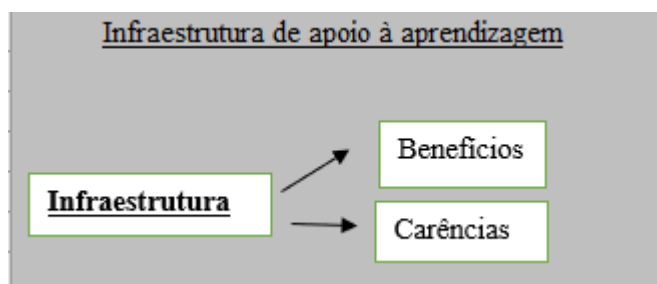 Infraestrutura de apoio à aprendizagem
Benefícios
Infraestrutura
Carências